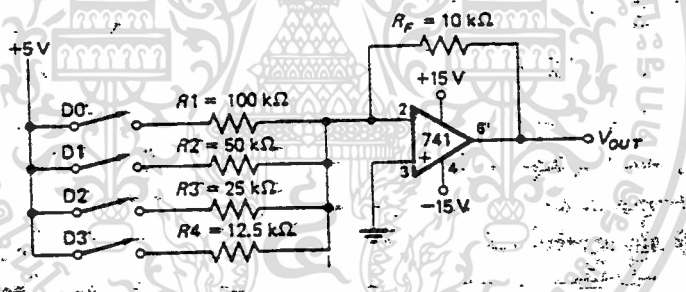 R_F = 10 kΩ
+5 V
+15 V
D0
R1 = 100 kΩ
2
6
741
V_OUT
D1
R2 = 50 kΩ
+
3
4
D2
R3 = 25 kΩ
−15 V
D3
R4 = 12.5 kΩ